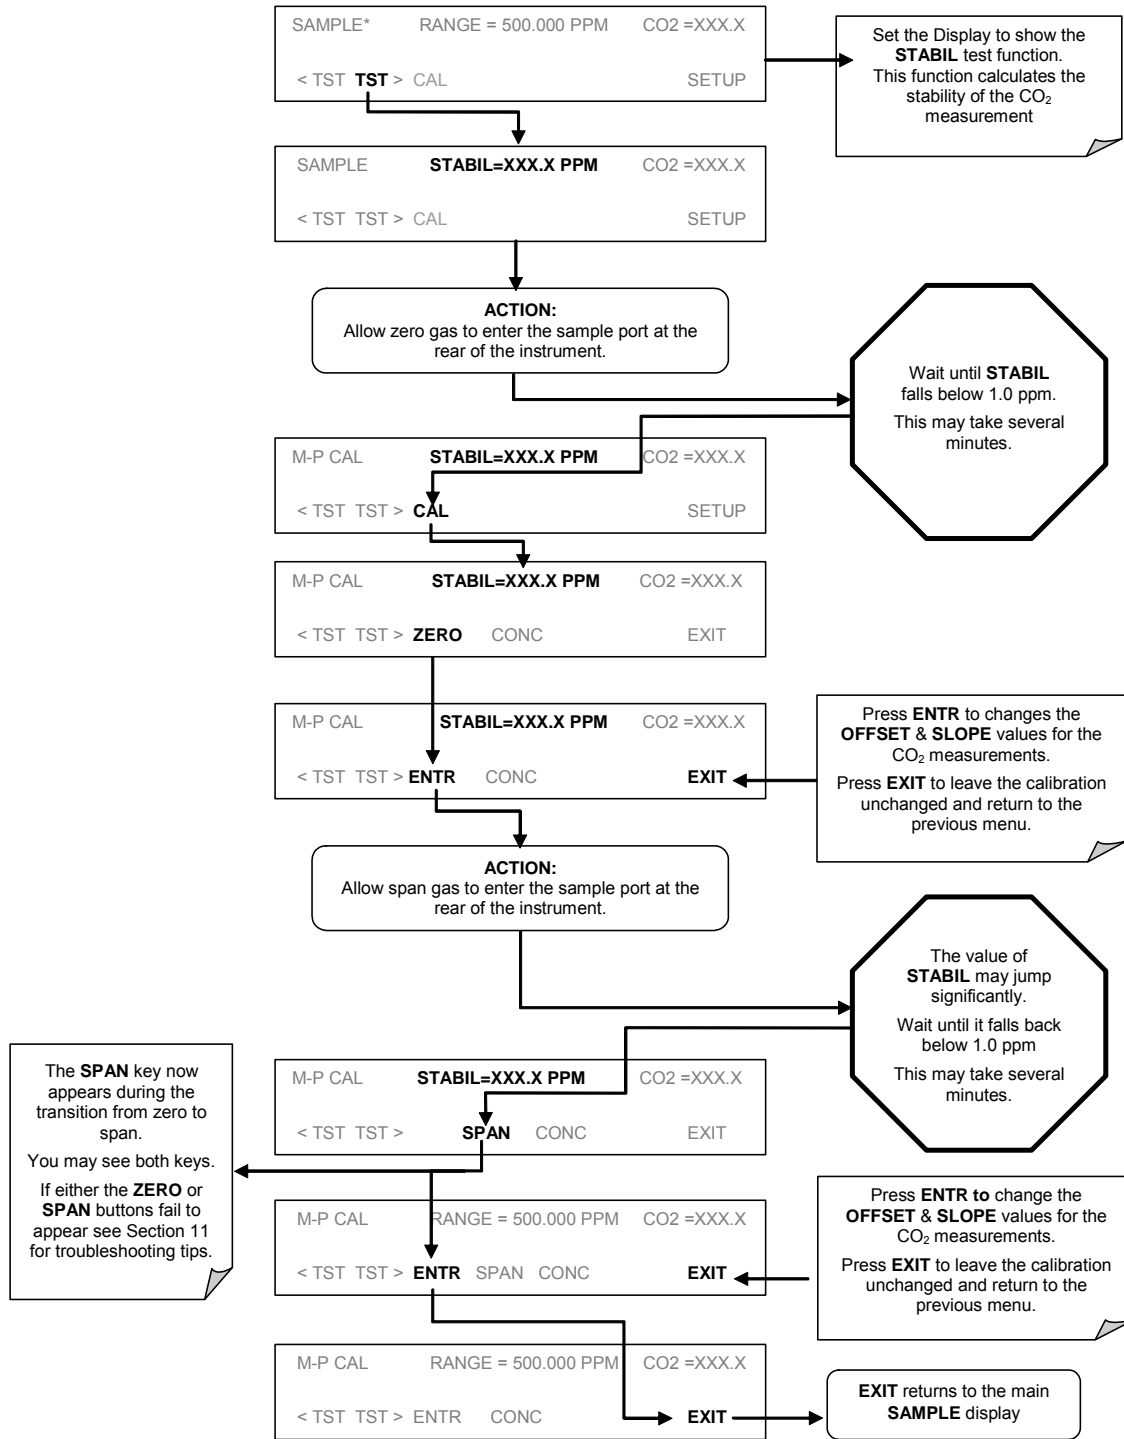 SAMPLE* RANGE = 500.000 PPM CO2 =XXX.X
< TST TST > CAL SETUP
Set the Display to show the
STABIL test function.
This function calculates the
stability of the CO2
measurement
SAMPLE STABIL=XXX.X PPM CO2 =XXX.X
< TST TST > CAL SETUP
ACTION:
Allow zero gas to enter the sample port at the
rear of the instrument.
Wait until STABIL
falls below 1.0 ppm.
This may take several
minutes.
M-P CAL STABIL=XXX.X PPM CO2 =XXX.X
< TST TST > CAL SETUP
M-P CAL STABIL=XXX.X PPM CO2 =XXX.X
< TST TST > ZERO CONC EXIT
M-P CAL STABIL=XXX.X PPM CO2 =XXX.X
< TST TST > ENTR CONC EXIT
Press ENTR to changes the
OFFSET & SLOPE values for the
CO2 measurements.
Press EXIT to leave the calibration
unchanged and return to the
previous menu.
ACTION:
Allow span gas to enter the sample port at the
rear of the instrument.
The value of
STABIL may jump
significantly.
Wait until it falls back
below 1.0 ppm
This may take several
minutes.
The SPAN key now
appears during the
transition from zero to
span.
You may see both keys.
If either the ZERO or
SPAN buttons fail to
appear see Section 11
for troubleshooting tips.
M-P CAL STABIL=XXX.X PPM CO2 =XXX.X
< TST TST > SPAN CONC EXIT
M-P CAL RANGE = 500.000 PPM CO2 =XXX.X
< TST TST > ENTR SPAN CONC EXIT
Press ENTR to change the
OFFSET & SLOPE values for the
CO2 measurements.
Press EXIT to leave the calibration
unchanged and return to the
previous menu.
M-P CAL RANGE = 500.000 PPM CO2 =XXX.X
< TST TST > ENTR CONC EXIT
EXIT returns to the main
SAMPLE display